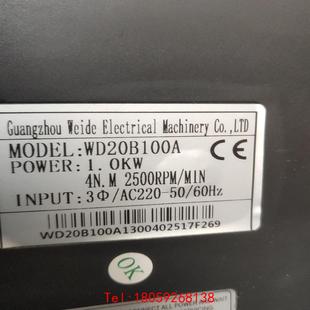 Guangzhou Weide Electrical Machinery Co.,LTD
MODEL:WD20B100A
POWER:1.0KW
4N.M 2500RPM/MIN
INPUT:3Φ/AC220-50/60Hz
CE
WD20B100A1300402517F269
OK
Tel:18059268138